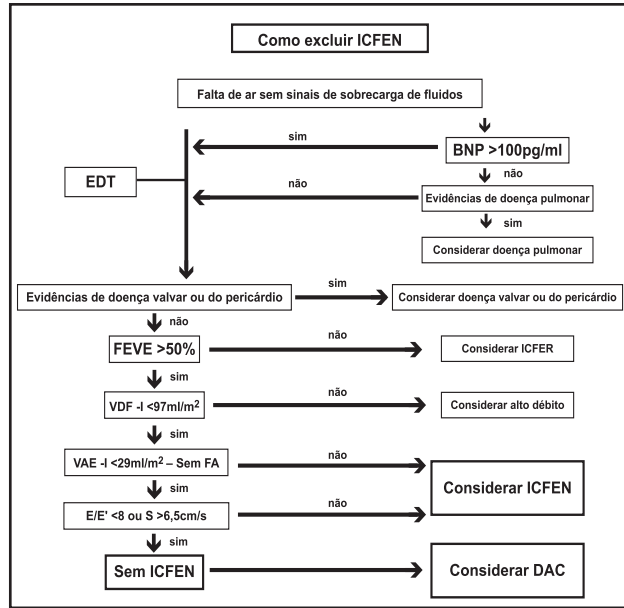 Como excluir ICFEN
Falta de ar sem sinais de sobrecarga de fluidos
sim
BNP >100pg/ml
EDT
não
não
Evidências de doença pulmonar
sim
Considerar doença pulmonar
Evidências de doença valvar ou do pericárdio
sim
Considerar doença valvar ou do pericárdio
não
FEVE >50%
não
Considerar ICFER
sim
VDF -I <97ml/m²
não
Considerar alto débito
sim
VAE -I <29ml/m² – Sem FA
não
Considerar ICFEN
sim
E/E' <8 ou S >6,5cm/s
não
sim
Sem ICFEN
Considerar DAC